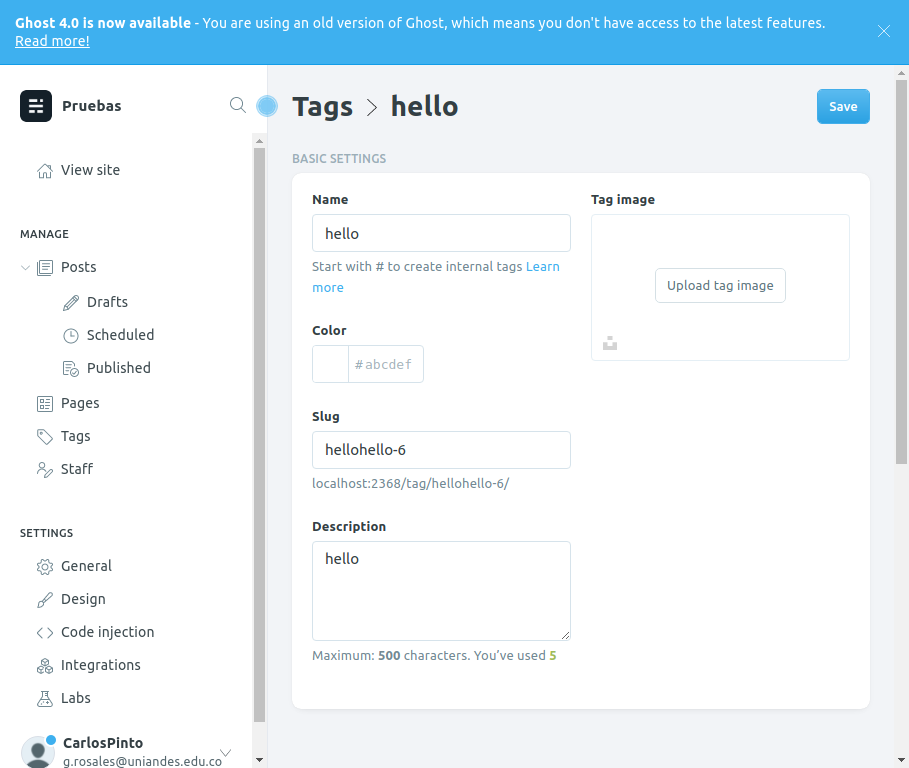 Ghost 4.0 is now available - You are using an old version of Ghost, which means you don't have access to the latest features.
Read more!
Pruebas
View site
MANAGE
Posts
Drafts
Scheduled
Published
Pages
Tags
Staff
SETTINGS
General
Design
Code injection
Integrations
Labs
CarlosPinto
g.rosales@uniandes.edu.co
Tags > hello
Save
BASIC SETTINGS
Name
hello
Start with # to create internal tags Learn
more
Color
#abcdef
Slug
hellohello-6
localhost:2368/tag/hellohello-6/
Description
hello
Maximum: 500 characters. You’ve used 5
Tag image
Upload tag image